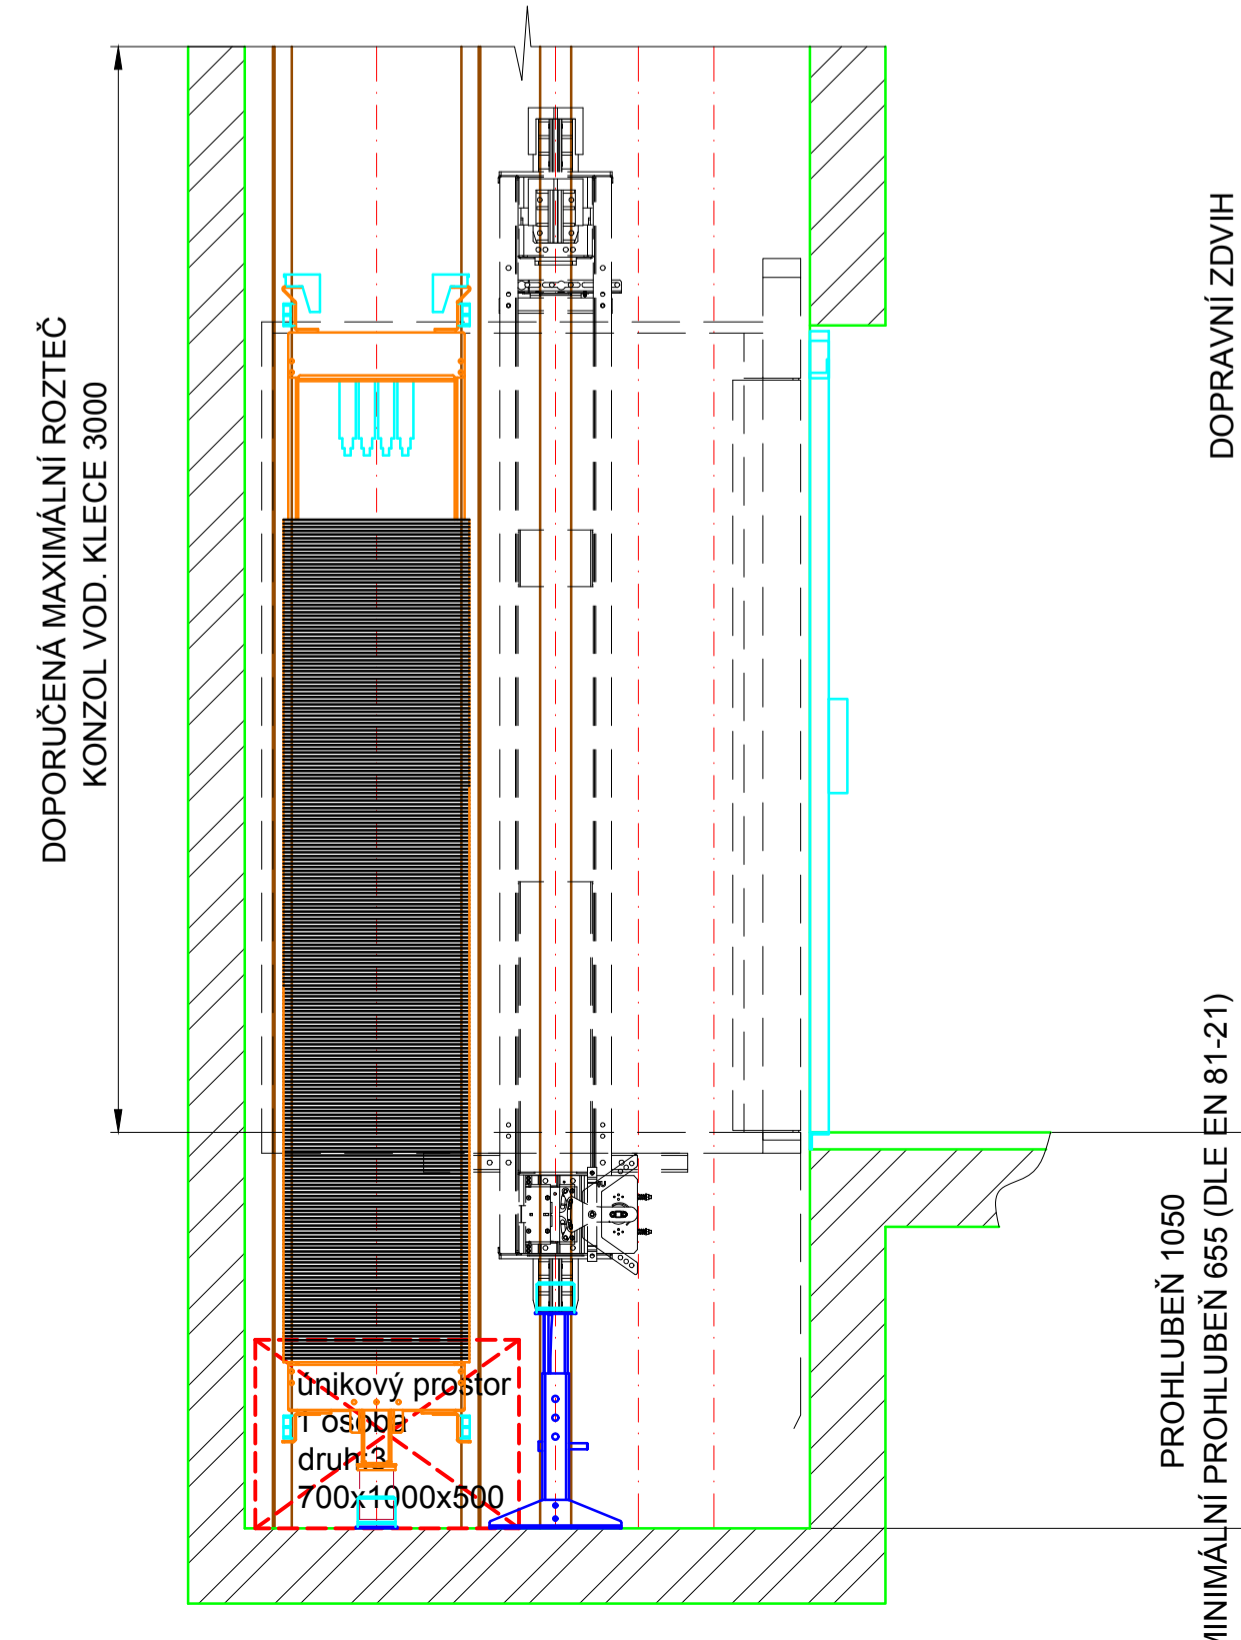 DOPORUČENÁ MAXIMÁLNÍ ROZTEČ
KONZOL VOD. KLECE 3000
DOPRAVNÍ ZDVIH
únikový prostor
1 osoba
druh:3
700x1000x500
PROHLUBEŇ 1050
MINIMÁLNÍ PROHLUBEŇ 655 (DLE EN 81-21)